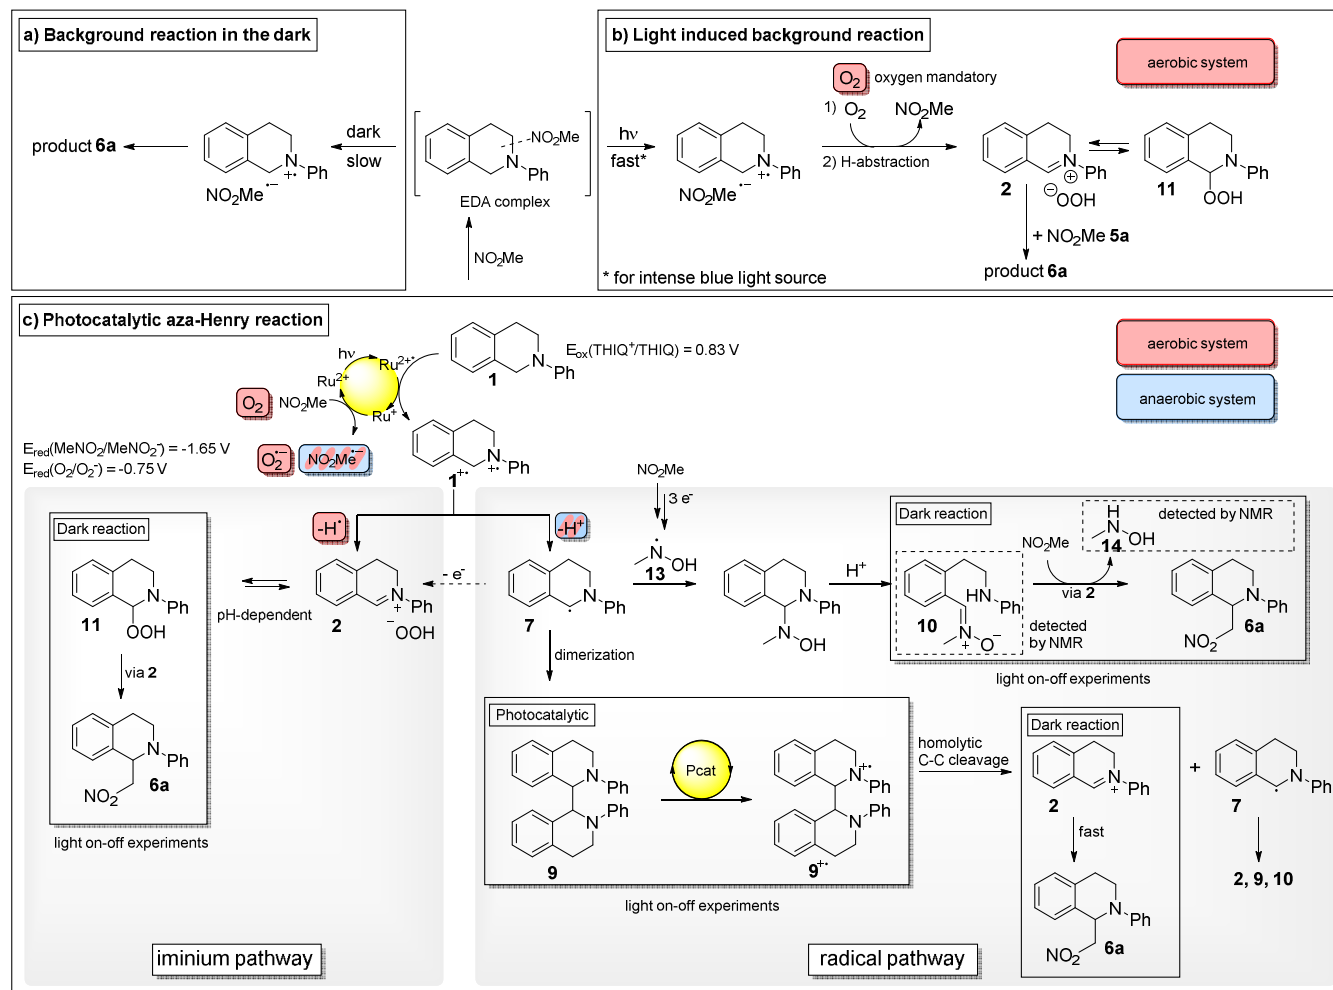 a) Background reaction in the dark
product 6a
dark
slow
NO2Me•−
N
+•
Ph
NO2Me
N
Ph
EDA complex
NO2Me
b) Light induced background reaction
aerobic system
hν
fast*
NO2Me•−
N
+•
Ph
O2 oxygen mandatory
1) O2
NO2Me
2) H-abstraction
2
N
⊕
Ph
⊖OOH
11
N
Ph
OOH
+ NO2Me 5a
product 6a
* for intense blue light source
c) Photocatalytic aza-Henry reaction
aerobic system
anaerobic system
hν
Ru2+
Ru2+*
Ru+
1
N
Ph
Eox(THIQ+/THIQ) = 0.83 V
O2
NO2Me
O2•−
NO2Me•−
Ered(MeNO2/MeNO2-) = -1.65 V
Ered(O2/O2-) = -0.75 V
N
+•
Ph
1+•
-H•
-H+
Dark reaction
11
N
Ph
OOH
via 2
6a
N
Ph
NO2
light on-off experiments
pH-dependent
2
N
+
Ph
−OOH
- e-
7
N
Ph
dimerization
NO2Me
3 e-
N
OH
13
N
Ph
N
OH
H+
Dark reaction
10
HN
Ph
N
+
O−
detected
by NMR
NO2Me
via 2
H
N
OH
14
detected by NMR
6a
N
Ph
NO2
light on-off experiments
Photocatalytic
N
Ph
Ph
N
9
Pcat
N
+•
Ph
Ph
N
9+•
light on-off experiments
homolytic
C-C cleavage
Dark reaction
N
+
Ph
2
fast
N
Ph
NO2
6a
+
N
Ph
7
2, 9, 10
iminium pathway
radical pathway